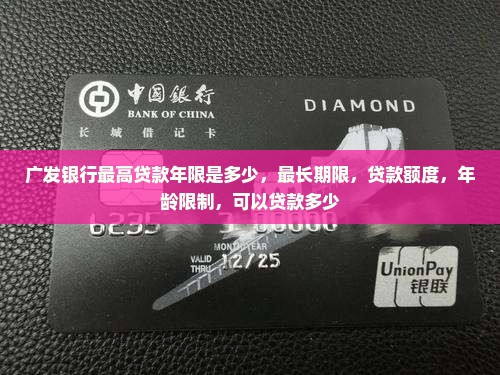 中国银行
BANK OF CHINA
DIAMOND
长城借记卡
广发银行最高贷款年限是多少，最长期限，贷款额度，年
龄限制，可以贷款多少
6235
00000
MONTH/YEAR
VALID
THRU
12/25
UnionPay
银联